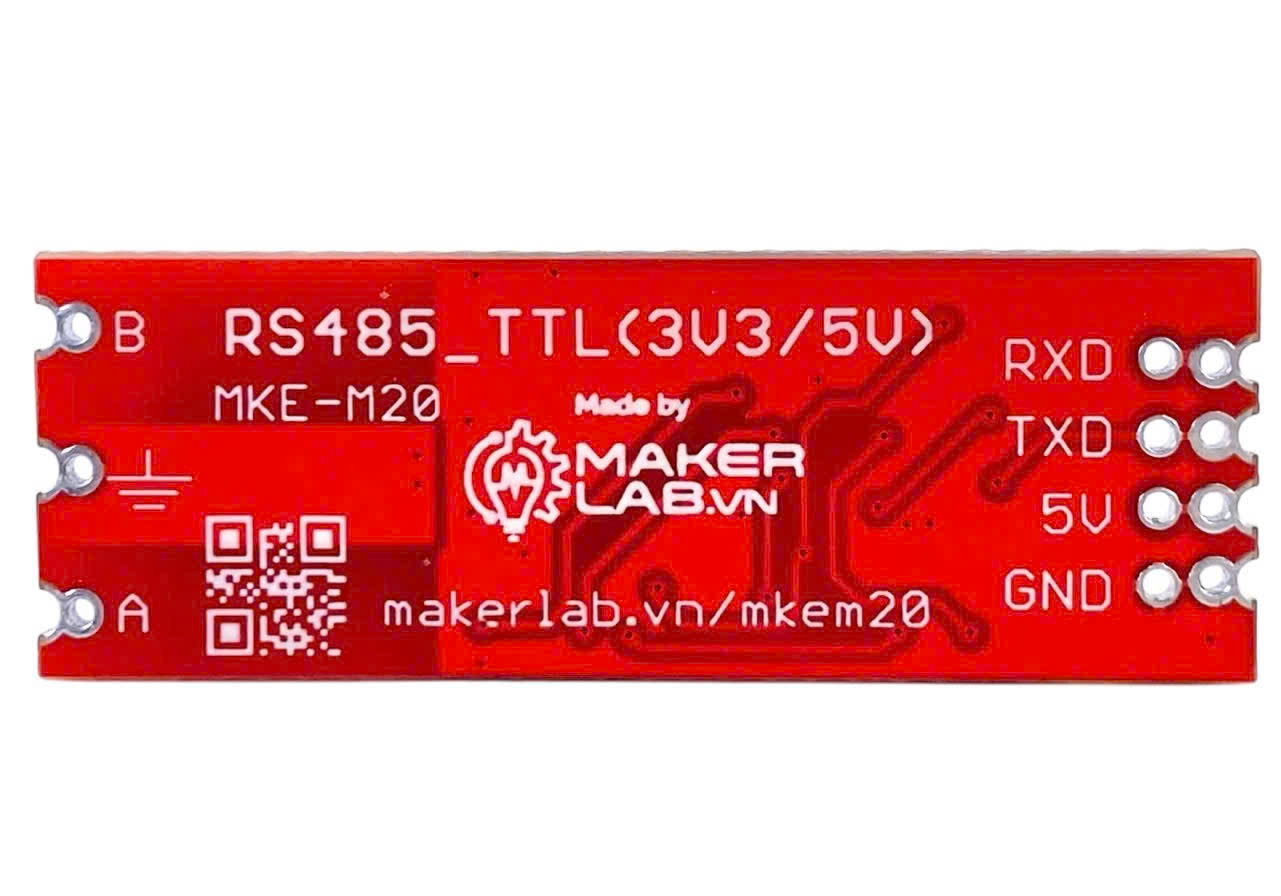 B
RS485_TTL(3V3/5V)
MKE-M20
RXD
Made by
TXD
MAKER
LAB.VN
5V
GND
A
makerlab.vn/mkem20